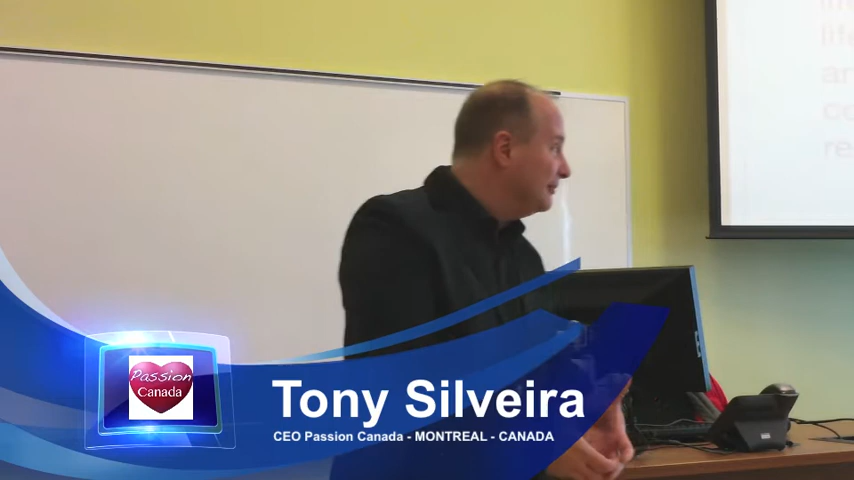 Passion
Canada
Tony Silveira
CEO Passion Canada - MONTREAL - CANADA